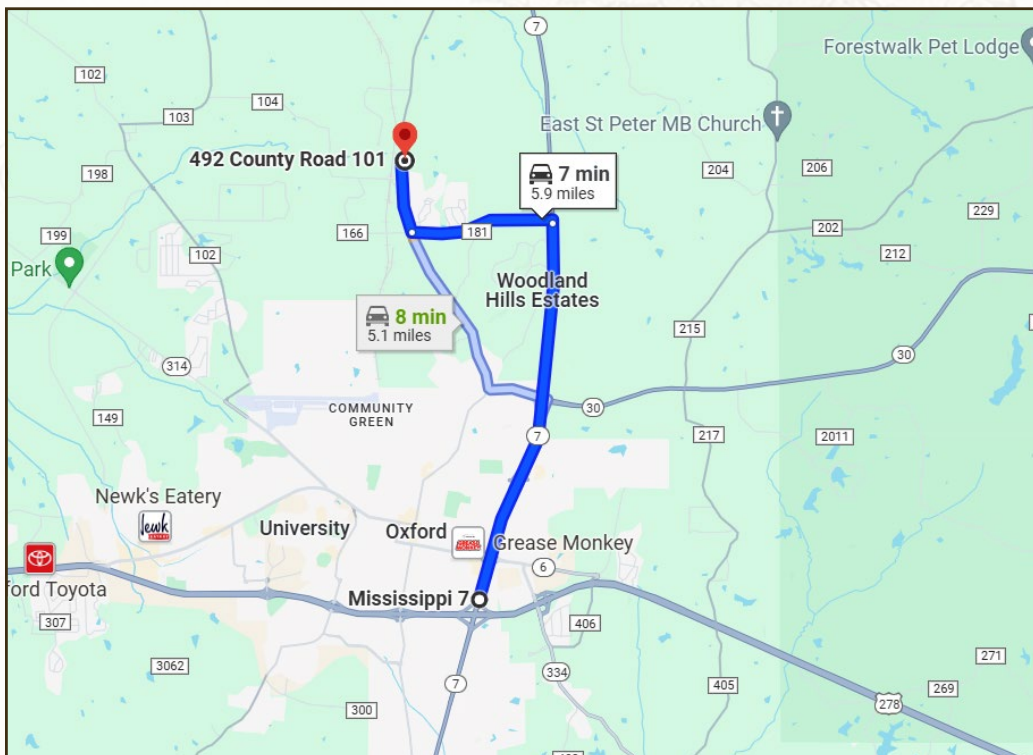 7
Forestwalk Pet Lodge
102
104
103
East St Peter MB Church
492 County Road 101
7 min
5.9 miles
204
206
198
181
166
229
199
202
102
212
Park
Woodland
Hills Estates
8 min
5.1 miles
215
30
314
COMMUNITY
GREEN
30
149
7
217
2011
Newk's Eatery
University
Oxford
Grease Monkey
6
ford Toyota
Mississippi 7
307
406
3062
334
271
7
405
269
300
278